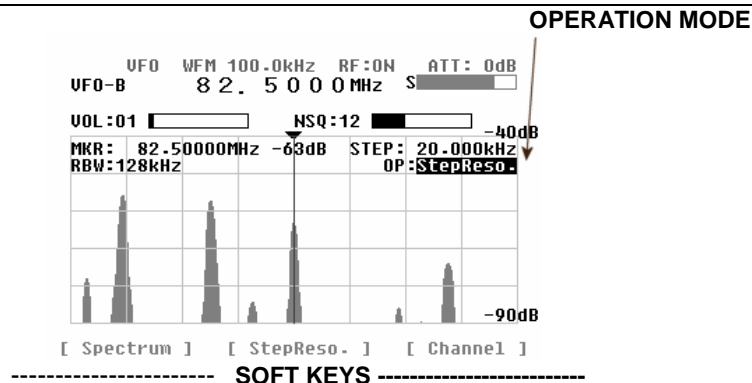 OPERATION MODE
VFO WFM 100.0kHz RF:ON ATT: 0dB
VFO-B 82. 5000MHz S
VOL:01 NSQ:12
-40dB
MKR: 82.50000MHz -63dB STEP: 20.000kHz
RBW:128kHz OP:StepReso.
-90dB
[ Spectrum ] [ StepReso. ] [ Channel ]
----------------------- SOFT KEYS --------------------------